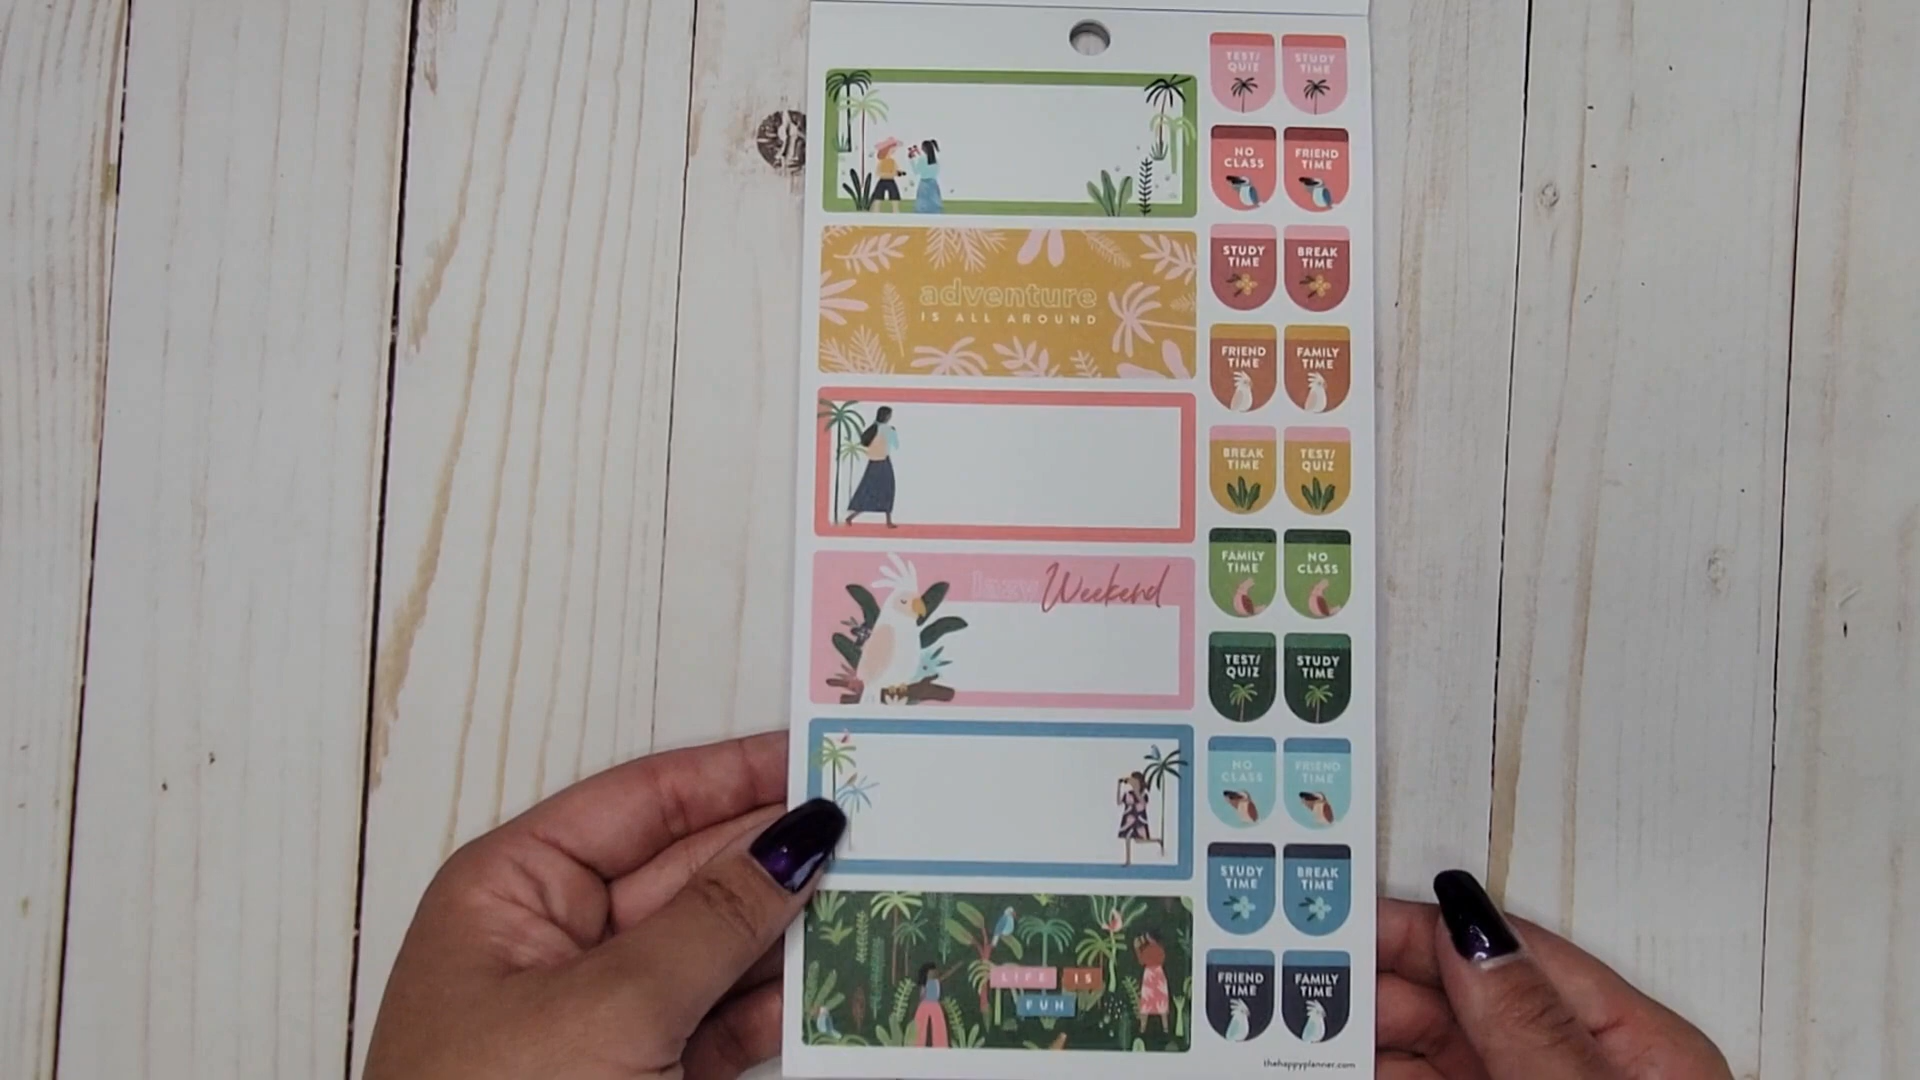 adventure
IS ALL AROUND
lazy Weekend
LIFE IS
FUN
TEST/
QUIZ
STUDY
TIME
NO
CLASS
FRIEND
TIME
STUDY
TIME
BREAK
TIME
FRIEND
TIME
FAMILY
TIME
BREAK
TIME
TEST/
QUIZ
FAMILY
TIME
NO
CLASS
TEST/
QUIZ
STUDY
TIME
NO
CLASS
FRIEND
TIME
STUDY
TIME
BREAK
TIME
FRIEND
TIME
FAMILY
TIME
thehappyplanner.com